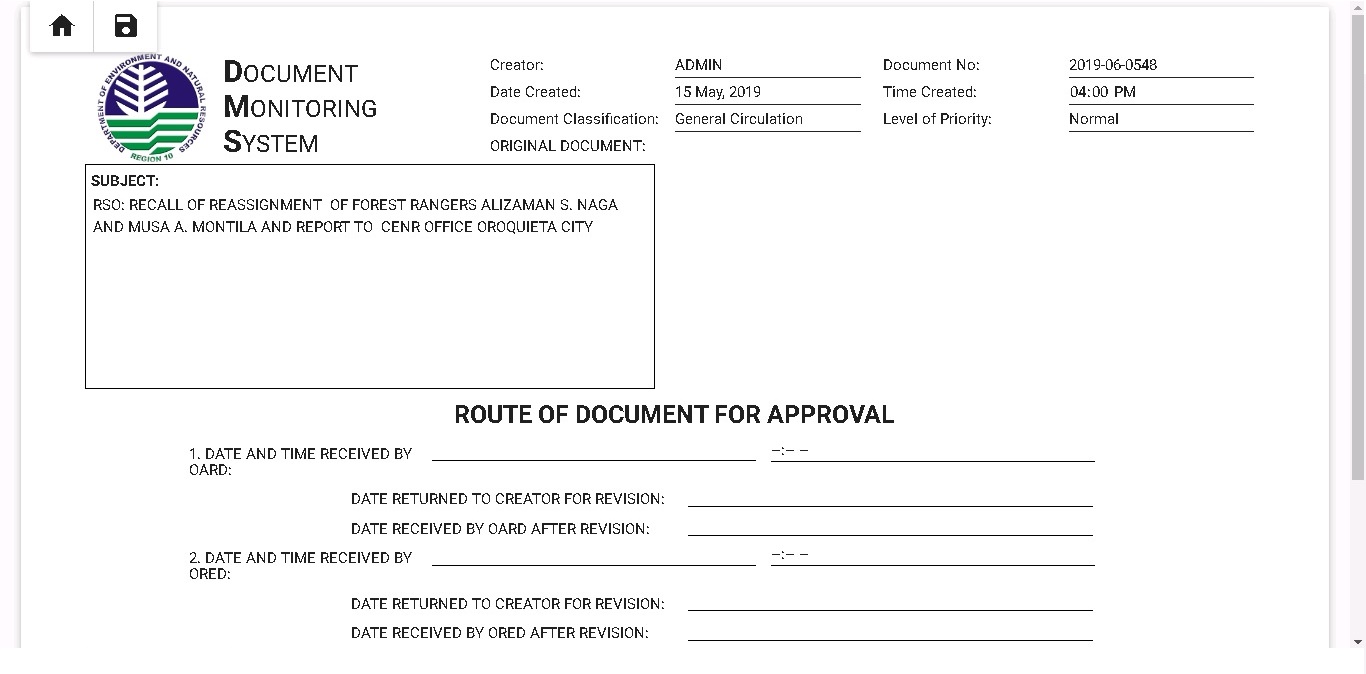 DEPARTMENT OF ENVIRONMENT AND NATURAL RESOURCES
REGION 10
DOCUMENT
MONITORING
SYSTEM
Creator: ADMIN Document No: 2019-06-0548
Date Created: 15 May, 2019 Time Created: 04:00 PM
Document Classification: General Circulation Level of Priority: Normal
ORIGINAL DOCUMENT:
SUBJECT:
RSO: RECALL OF REASSIGNMENT OF FOREST RANGERS ALIZAMAN S. NAGA
AND MUSA A. MONTILA AND REPORT TO CENR OFFICE OROQUIETA CITY
ROUTE OF DOCUMENT FOR APPROVAL
1. DATE AND TIME RECEIVED BY --:-- --
OARD:
DATE RETURNED TO CREATOR FOR REVISION:
DATE RECEIVED BY OARD AFTER REVISION:
2. DATE AND TIME RECEIVED BY --:-- --
ORED:
DATE RETURNED TO CREATOR FOR REVISION:
DATE RECEIVED BY ORED AFTER REVISION: